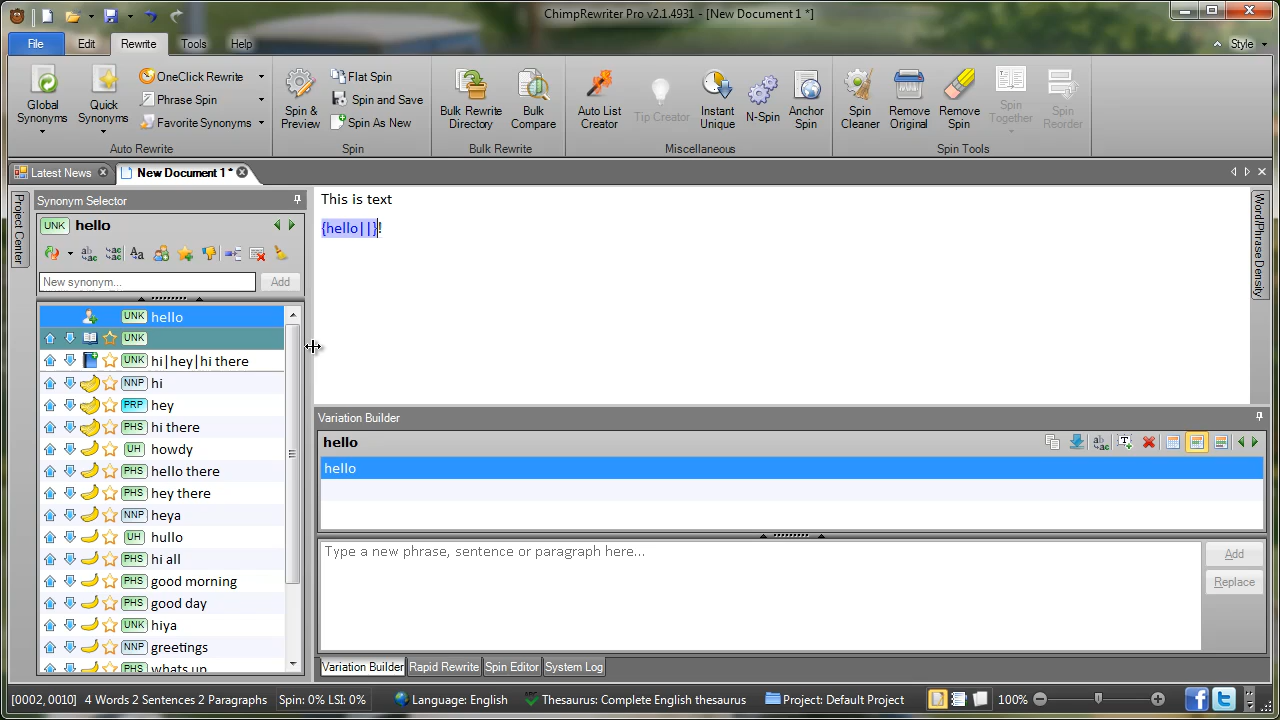 ChimpRewriter Pro v2.1.4931 - [New Document 1 *]
File Edit Rewrite Tools Help Style
Global Synonyms
Quick Synonyms
OneClick Rewrite
Phrase Spin
Favorite Synonyms
Auto Rewrite
Spin & Preview
Flat Spin
Spin and Save
Spin As New
Spin
Bulk Rewrite Directory
Bulk Compare
Bulk Rewrite
Auto List Creator
Tip Creator
Instant Unique
N-Spin
Anchor Spin
Miscellaneous
Spin Cleaner
Remove Original
Remove Spin
Spin Together
Spin Reorder
Spin Tools
Latest News
New Document 1 *
Project Center
Synonym Selector
UNK hello
New synonym... Add
UNK hello
UNK
UNK hi|hey|hi there
NNP hi
PRP hey
PHS hi there
UH howdy
PHS hello there
PHS hey there
NNP heya
UH hullo
PHS hi all
PHS good morning
PHS good day
UNK hiya
NNP greetings
PHS whats up
This is text
{hello||}!
Word/Phrase Density
Variation Builder
hello
hello
Type a new phrase, sentence or paragraph here...
Add
Replace
Variation Builder Rapid Rewrite Spin Editor System Log
[0002, 0010] 4 Words 2 Sentences 2 Paragraphs Spin: 0% LSI: 0% Language: English Thesaurus: Complete English thesaurus Project: Default Project 100%